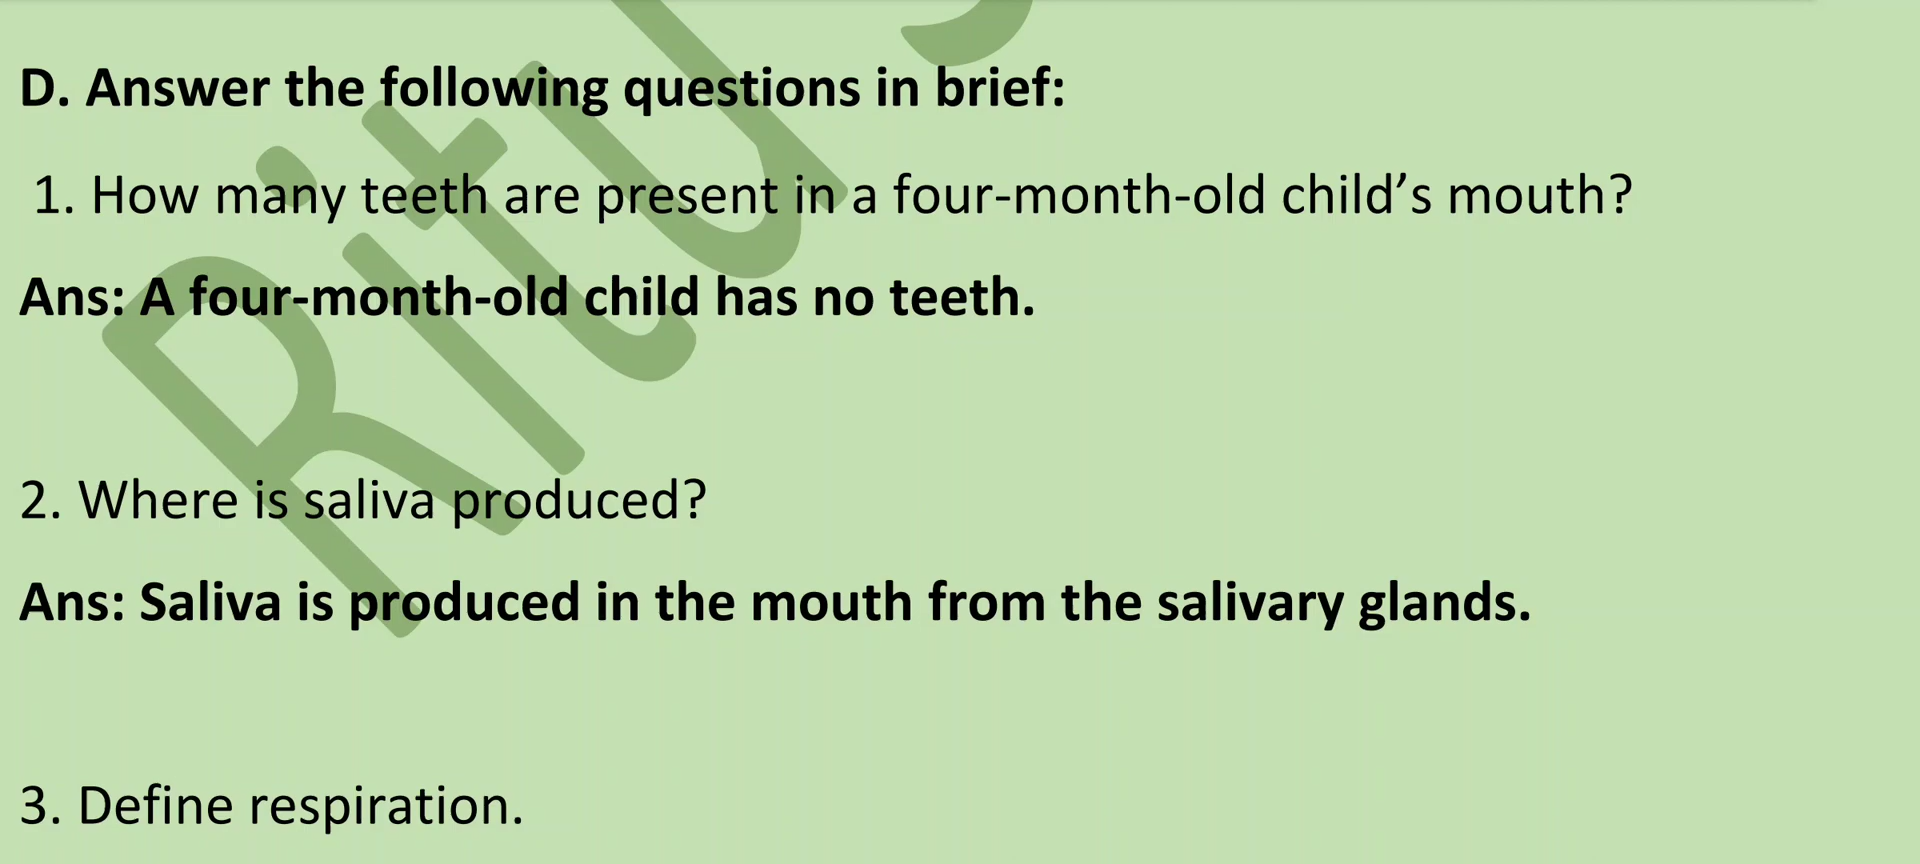 D. Answer the following questions in brief:
1. How many teeth are present in a four-month-old child’s mouth?
Ans: A four-month-old child has no teeth.
2. Where is saliva produced?
Ans: Saliva is produced in the mouth from the salivary glands.
3. Define respiration.